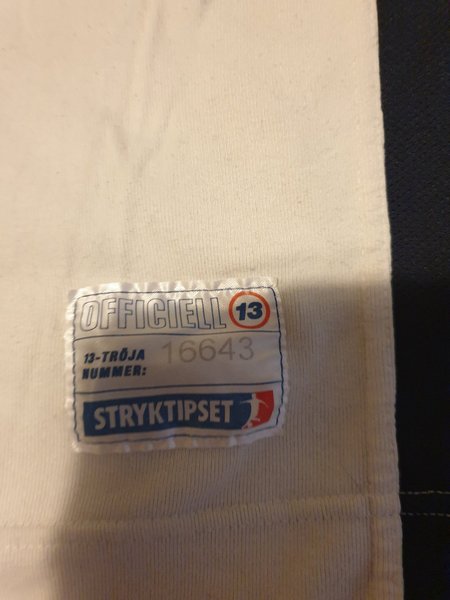 OFFICIELL 13
13-TRÖJA
NUMMER: 16643
STRYKTIPSET